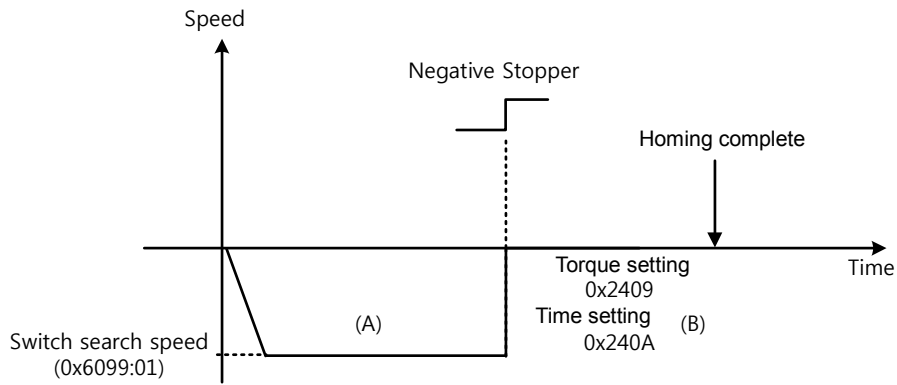 Speed
Negative Stopper
Homing complete
Time
Torque setting
0x2409
Time setting
0x240A
(A)
(B)
Switch search speed
(0x6099:01)